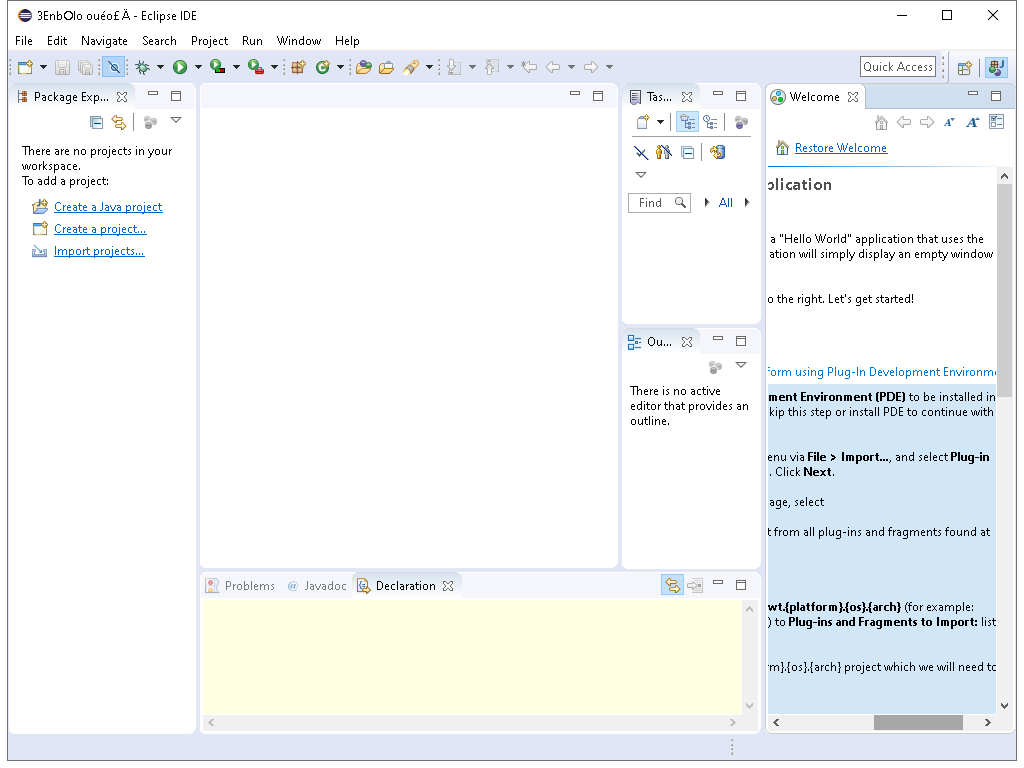 3EnbOlo ouéo£Ä - Eclipse IDE
File Edit Navigate Search Project Run Window Help
Quick Access
Package Exp...
There are no projects in your
workspace.
To add a project:
Create a Java project
Create a project...
Import projects...
Tas...
Find
All
Ou...
There is no active
editor that provides an
outline.
Problems
@ Javadoc
Declaration
Welcome
Restore Welcome
plication
a "Hello World" application that uses the
ation will simply display an empty window
o the right. Let's get started!
form using Plug-In Development Environme
ment Environment (PDE) to be installed in
kip this step or install PDE to continue with
enu via File > Import..., and select Plug-in
. Click Next.
age, select
t from all plug-ins and fragments found at
wt.{platform}.{os}.{arch} (for example:
) to Plug-ins and Fragments to Import: list
rm}.{os}.{arch} project which we will need to